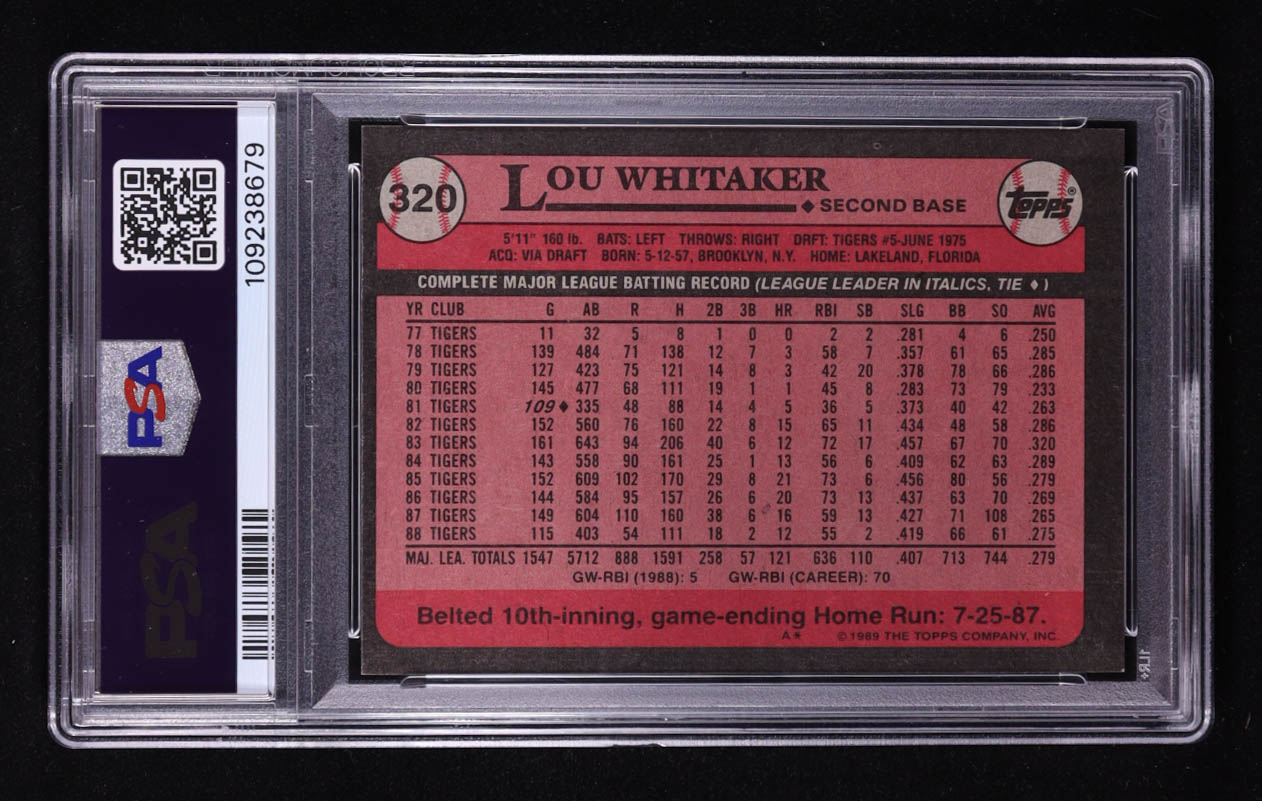 109238679
PSA
PSA
320
LOU WHITAKER
♦ SECOND BASE
Topps®
5'11" 160 lb. BATS: LEFT THROWS: RIGHT DRFT: TIGERS #5-JUNE 1975
ACQ: VIA DRAFT BORN: 5-12-57, BROOKLYN, N.Y. HOME: LAKELAND, FLORIDA
COMPLETE MAJOR LEAGUE BATTING RECORD (LEAGUE LEADER IN ITALICS, TIE ♦)
YR CLUB G AB R H 2B 3B HR RBI SB SLG BB SO AVG
77 TIGERS 11 32 5 8 1 0 0 2 2 .281 4 6 .250
78 TIGERS 139 484 71 138 12 7 3 58 7 .357 61 65 .285
79 TIGERS 127 423 75 121 14 8 3 42 20 .378 78 66 .286
80 TIGERS 145 477 68 111 19 1 1 45 8 .283 73 79 .233
81 TIGERS 109♦ 335 48 88 14 4 5 36 5 .373 40 42 .263
82 TIGERS 152 560 76 160 22 8 15 65 11 .434 48 58 .286
83 TIGERS 161 643 94 206 40 6 12 72 17 .457 67 70 .320
84 TIGERS 143 558 90 161 25 1 13 56 6 .409 62 63 .289
85 TIGERS 152 609 102 170 29 8 21 73 6 .456 80 56 .279
86 TIGERS 144 584 95 157 26 6 20 73 13 .437 63 70 .269
87 TIGERS 149 604 110 160 38 6 16 59 13 .427 71 108 .265
88 TIGERS 115 403 54 111 18 2 12 55 2 .419 66 61 .275
MAJ. LEA. TOTALS 1547 5712 888 1591 258 57 121 636 110 .407 713 744 .279
GW-RBI (1988): 5 GW-RBI (CAREER): 70
Belted 10th-inning, game-ending Home Run: 7-25-87.
A* © 1989 THE TOPPS COMPANY, INC.